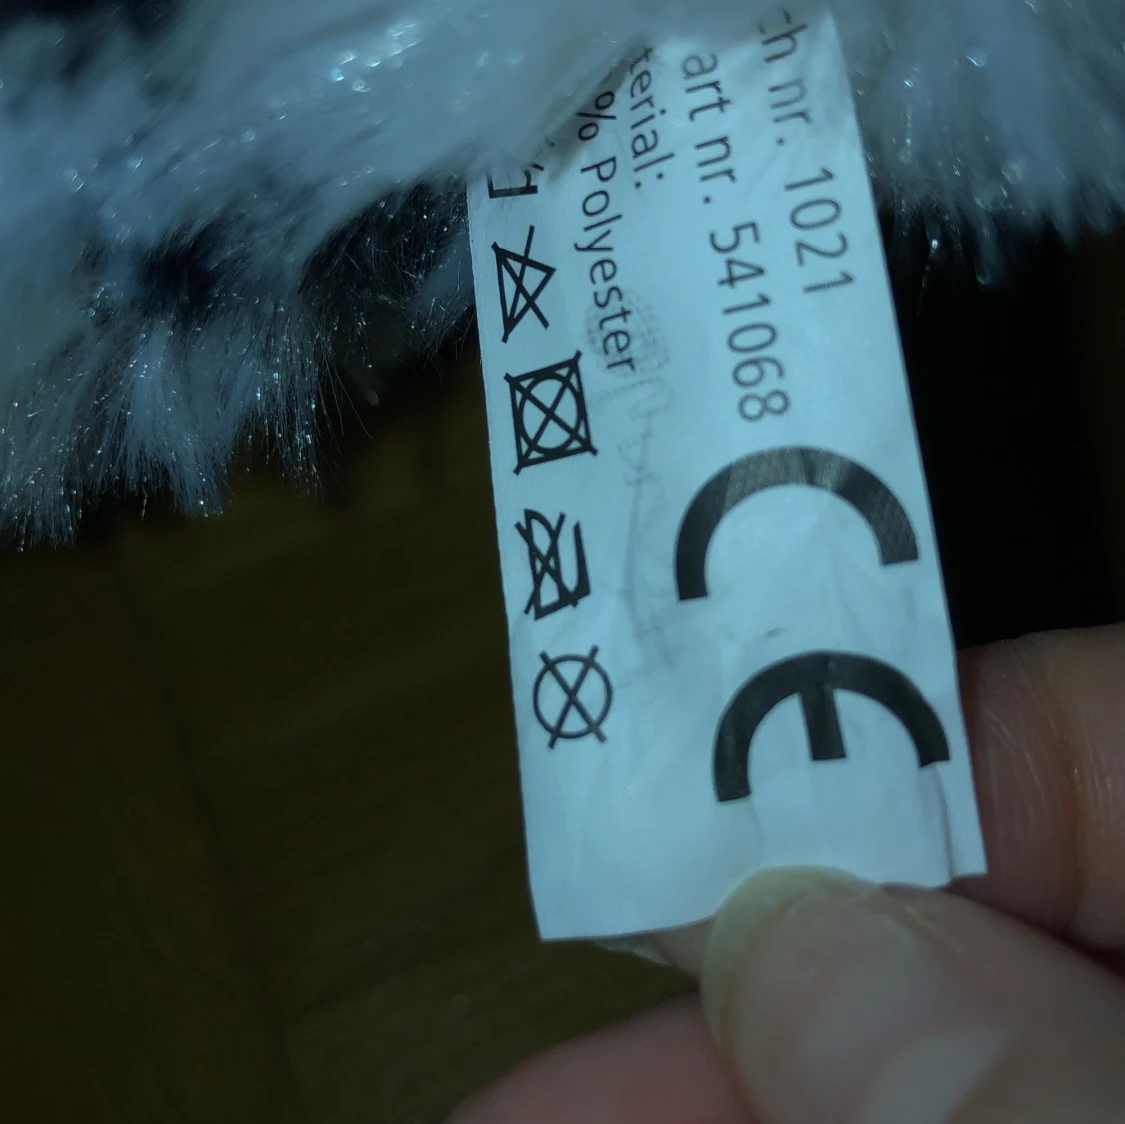 ch nr. 1021
art nr. 541068
terial:
% Polyester
CE